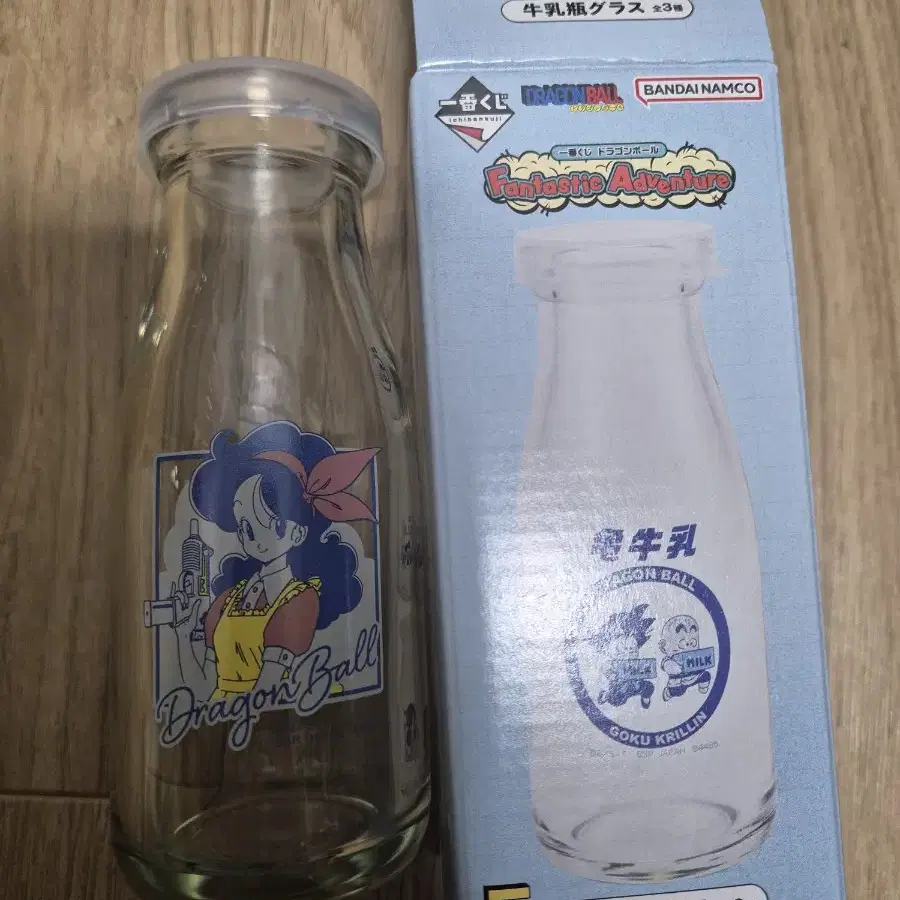 牛乳瓶グラス 全3種
一番くじ
ichibankuji
DRAGONBALL
BANDAI NAMCO
一番くじ ドラゴンボール
Fantastic Adventure
亀牛乳
DRAGON BALL
MILK
MILK
GOKU KRILLIN
Dragon Ball